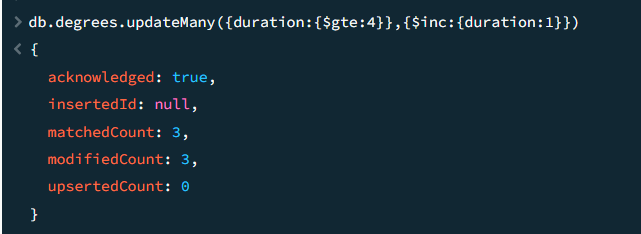 > db.degrees.updateMany({duration:{$gte:4}},{$inc:{duration:1}})
< {
acknowledged: true,
insertedId: null,
matchedCount: 3,
modifiedCount: 3,
upsertedCount: 0
}